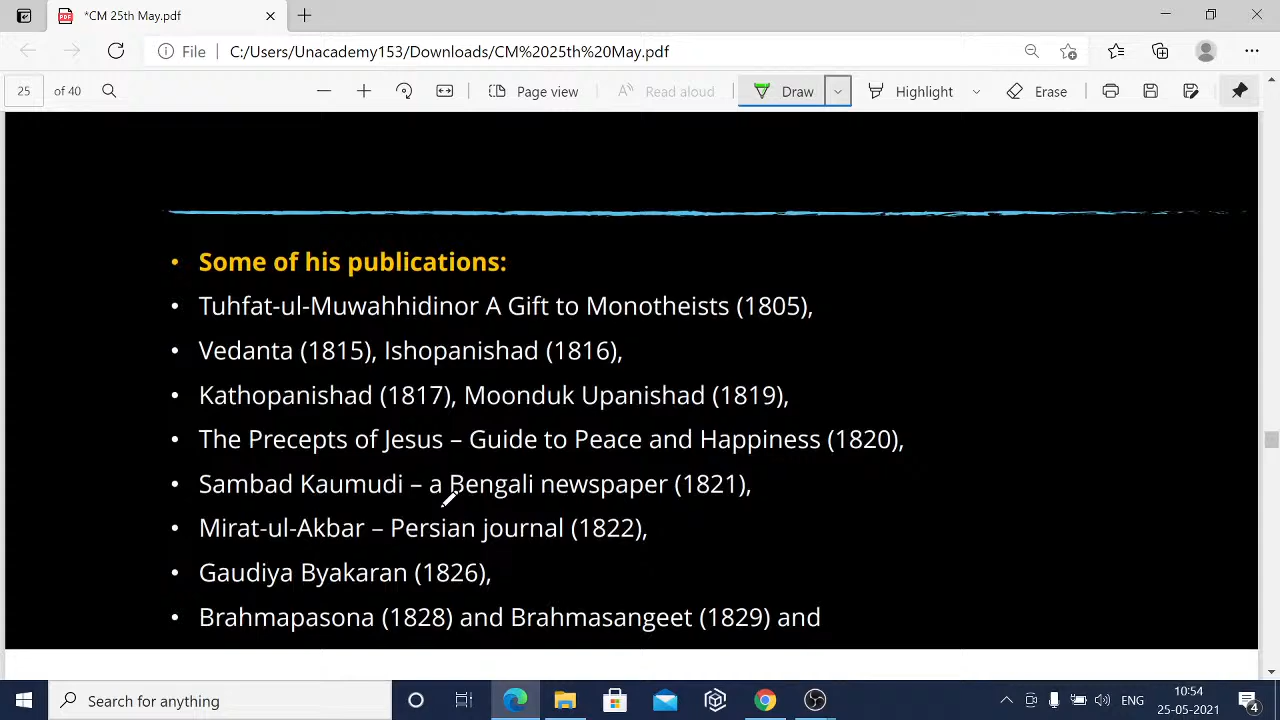 *CM 25th May.pdf
File
C:/Users/Unacademy153/Downloads/CM%2025th%20May.pdf
25 of 40
Page view
Read aloud
Draw
Highlight
Erase
• Some of his publications:
• Tuhfat-ul-Muwahhidinor A Gift to Monotheists (1805),
• Vedanta (1815), Ishopanishad (1816),
• Kathopanishad (1817), Moonduk Upanishad (1819),
• The Precepts of Jesus – Guide to Peace and Happiness (1820),
• Sambad Kaumudi – a Bengali newspaper (1821),
• Mirat-ul-Akbar – Persian journal (1822),
• Gaudiya Byakaran (1826),
• Brahmapasona (1828) and Brahmasangeet (1829) and
Search for anything
ENG
10:54
25-05-2021
4